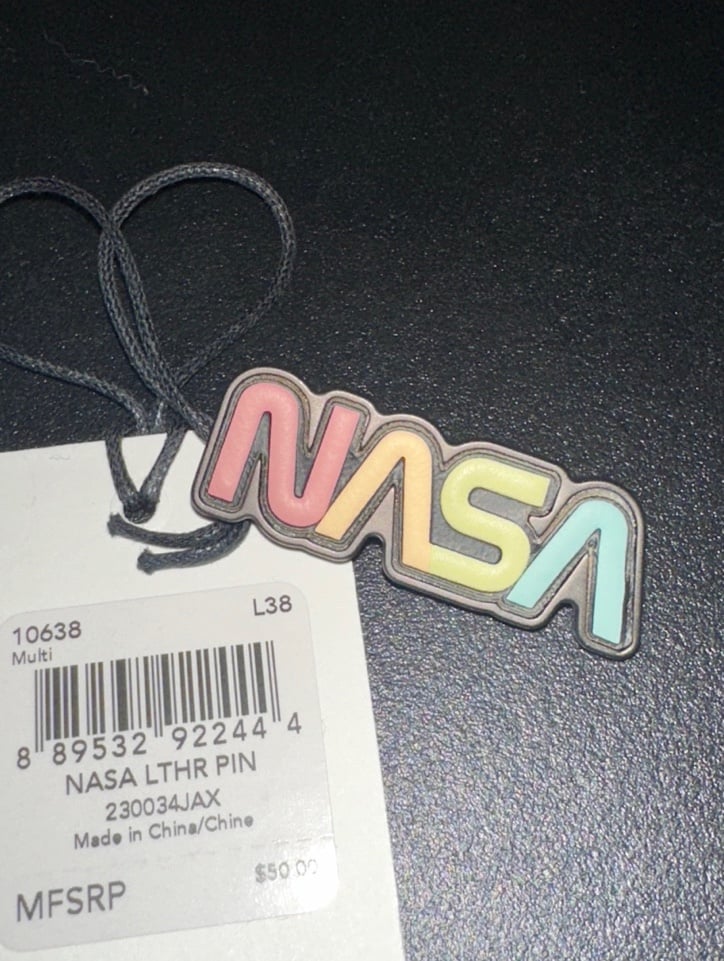 NASA
10638
L38
Multi
8 89532 92244 4
NASA LTHR PIN
230034JAX
Made in China/Chine
$50.00
MFSRP